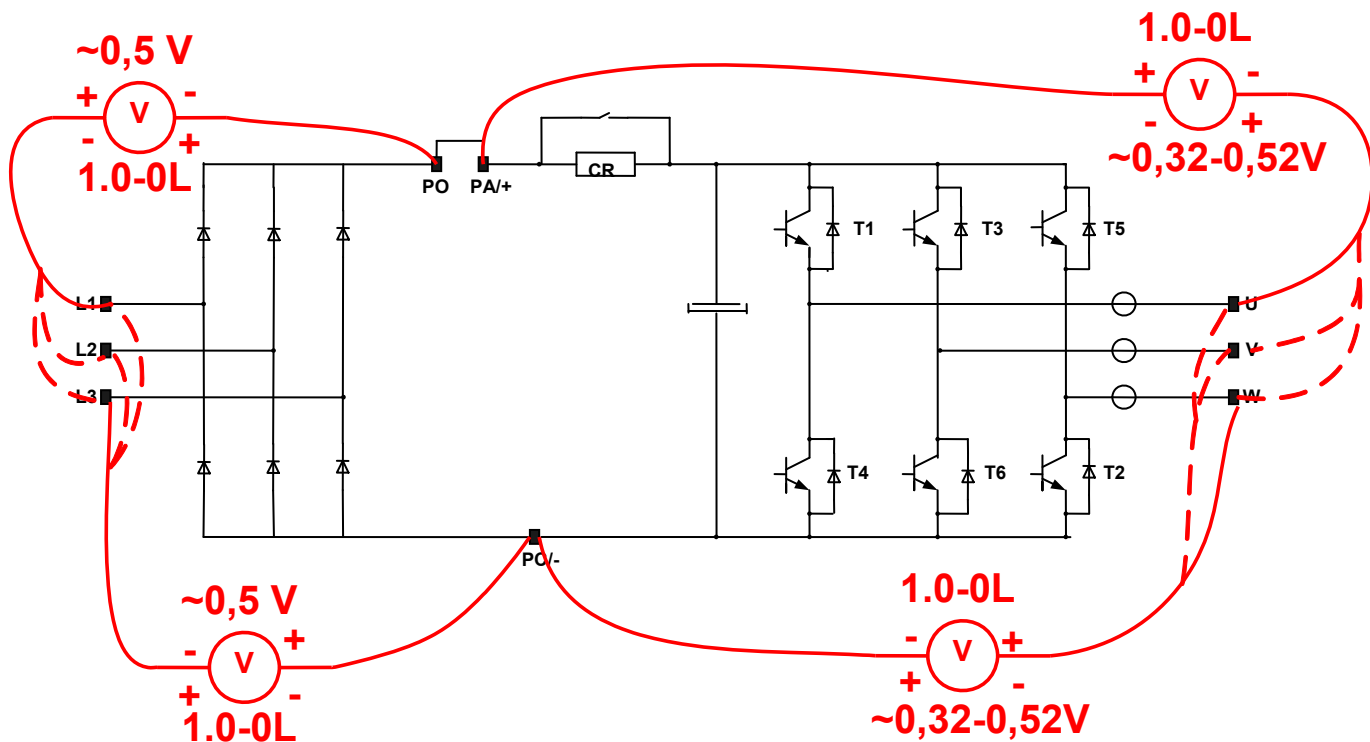 ~0,5 V
+ V -
- +
1.0-0L
1.0-0L
+ V -
- +
~0,32-0,52V
PO
PA/+
CR
T1
T3
T5
L1
L2
L3
U
V
W
T4
T6
T2
PC/-
~0,5 V
- V +
+ -
1.0-0L
1.0-0L
- V +
+ -
~0,32-0,52V